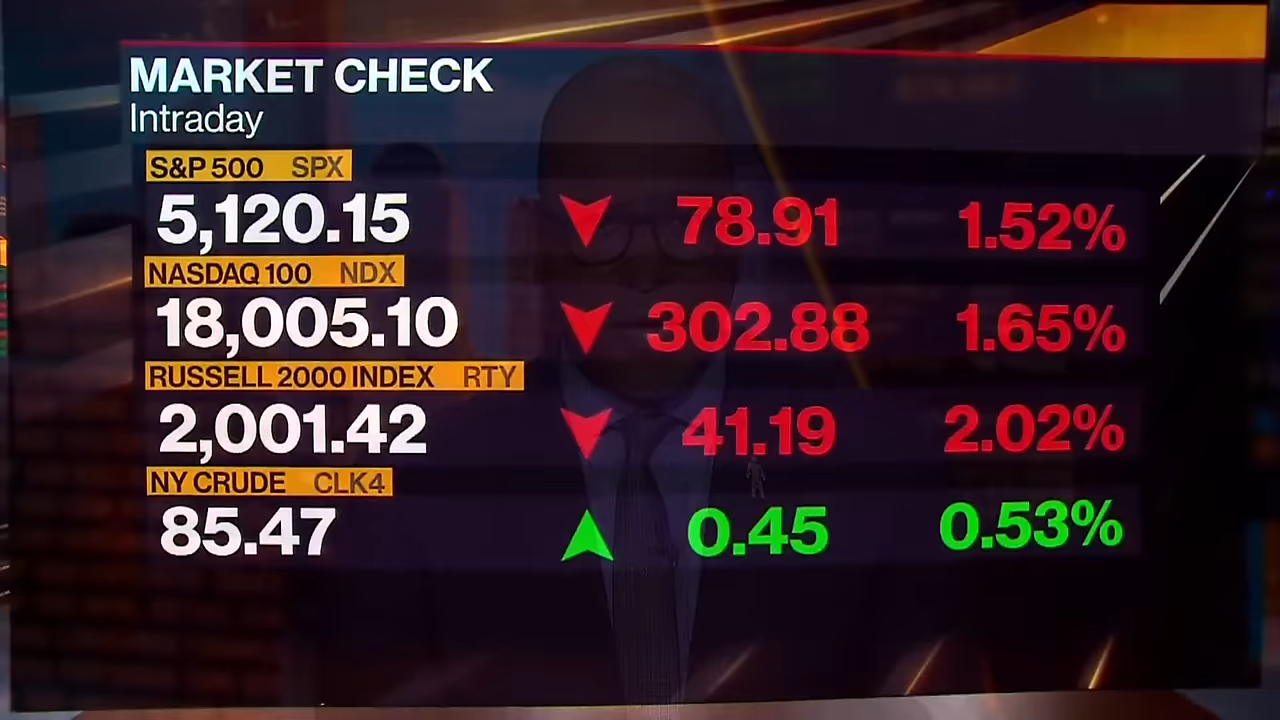 MARKET CHECK
Intraday
S&P 500 SPX
5,120.15 78.91 1.52%
NASDAQ 100 NDX
18,005.10 302.88 1.65%
RUSSELL 2000 INDEX RTY
2,001.42 41.19 2.02%
NY CRUDE CLK4
85.47 0.45 0.53%